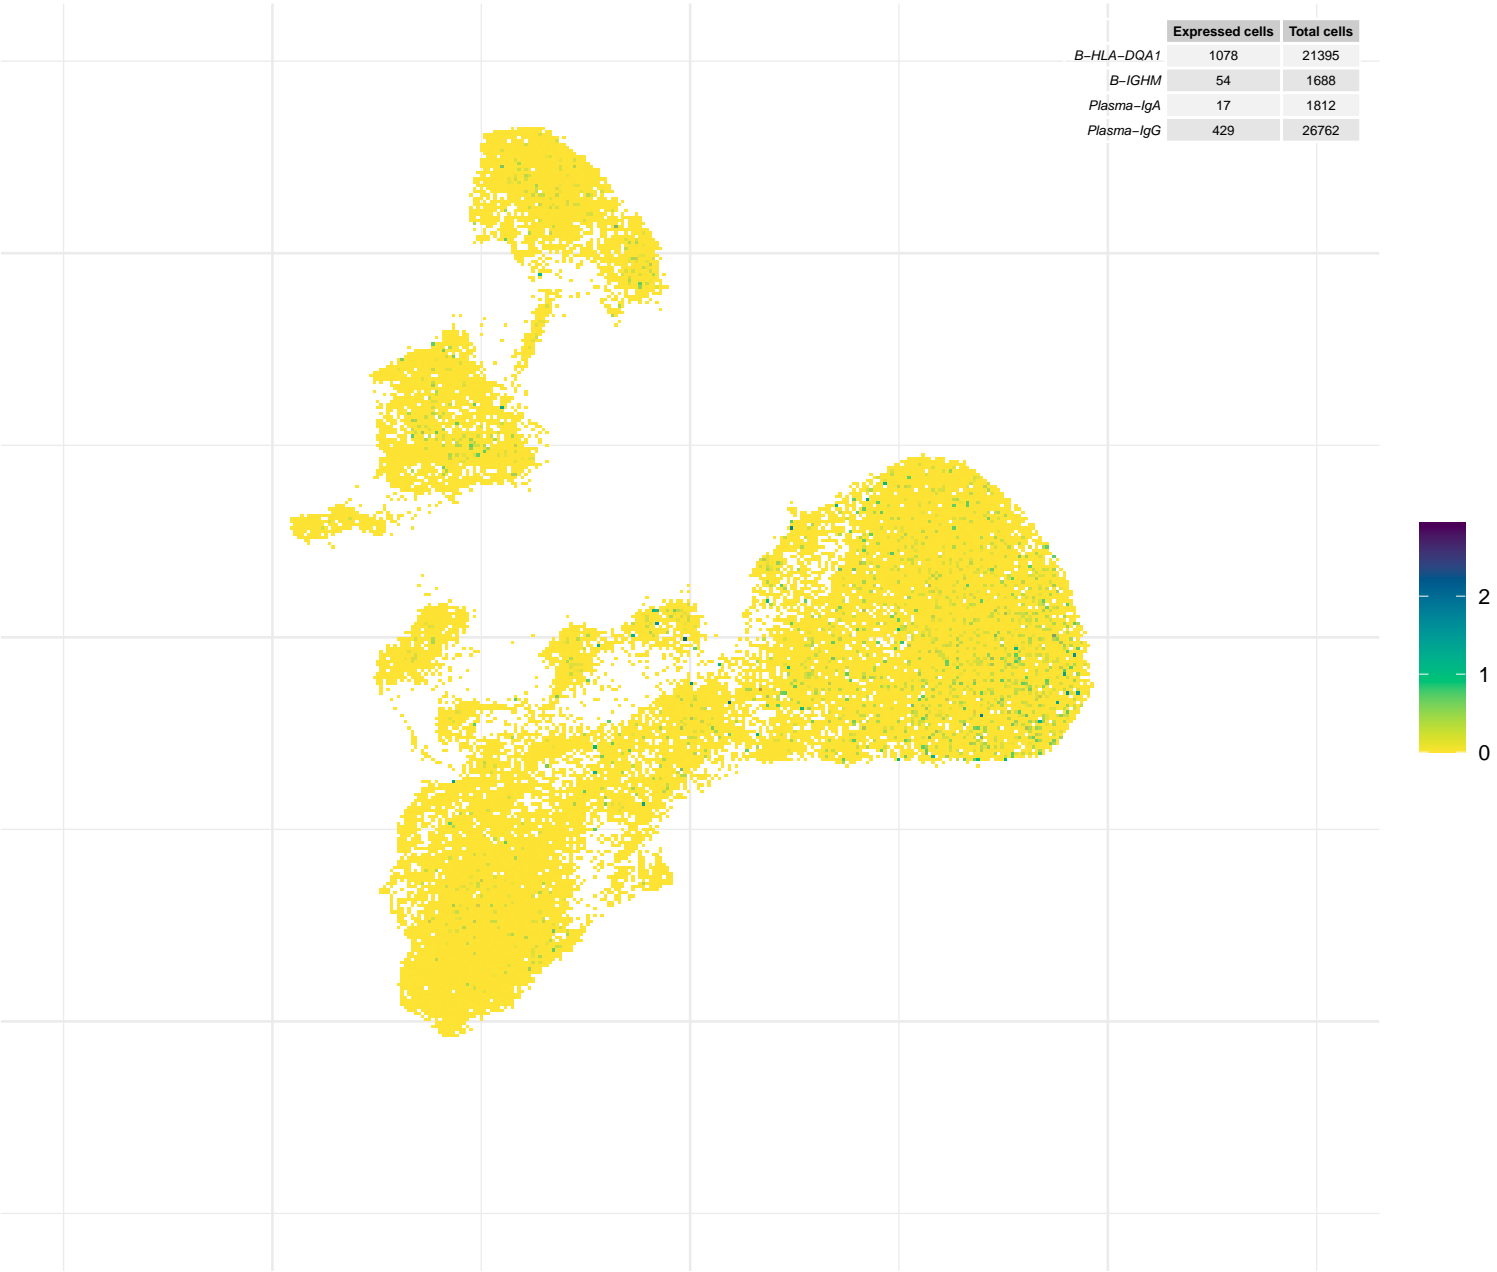 Expressed cells Total cells
B−HLA−DQA1 1078 21395
B−IGHM 54 1688
Plasma−IgA 17 1812
Plasma−IgG 429 26762
2
1
0